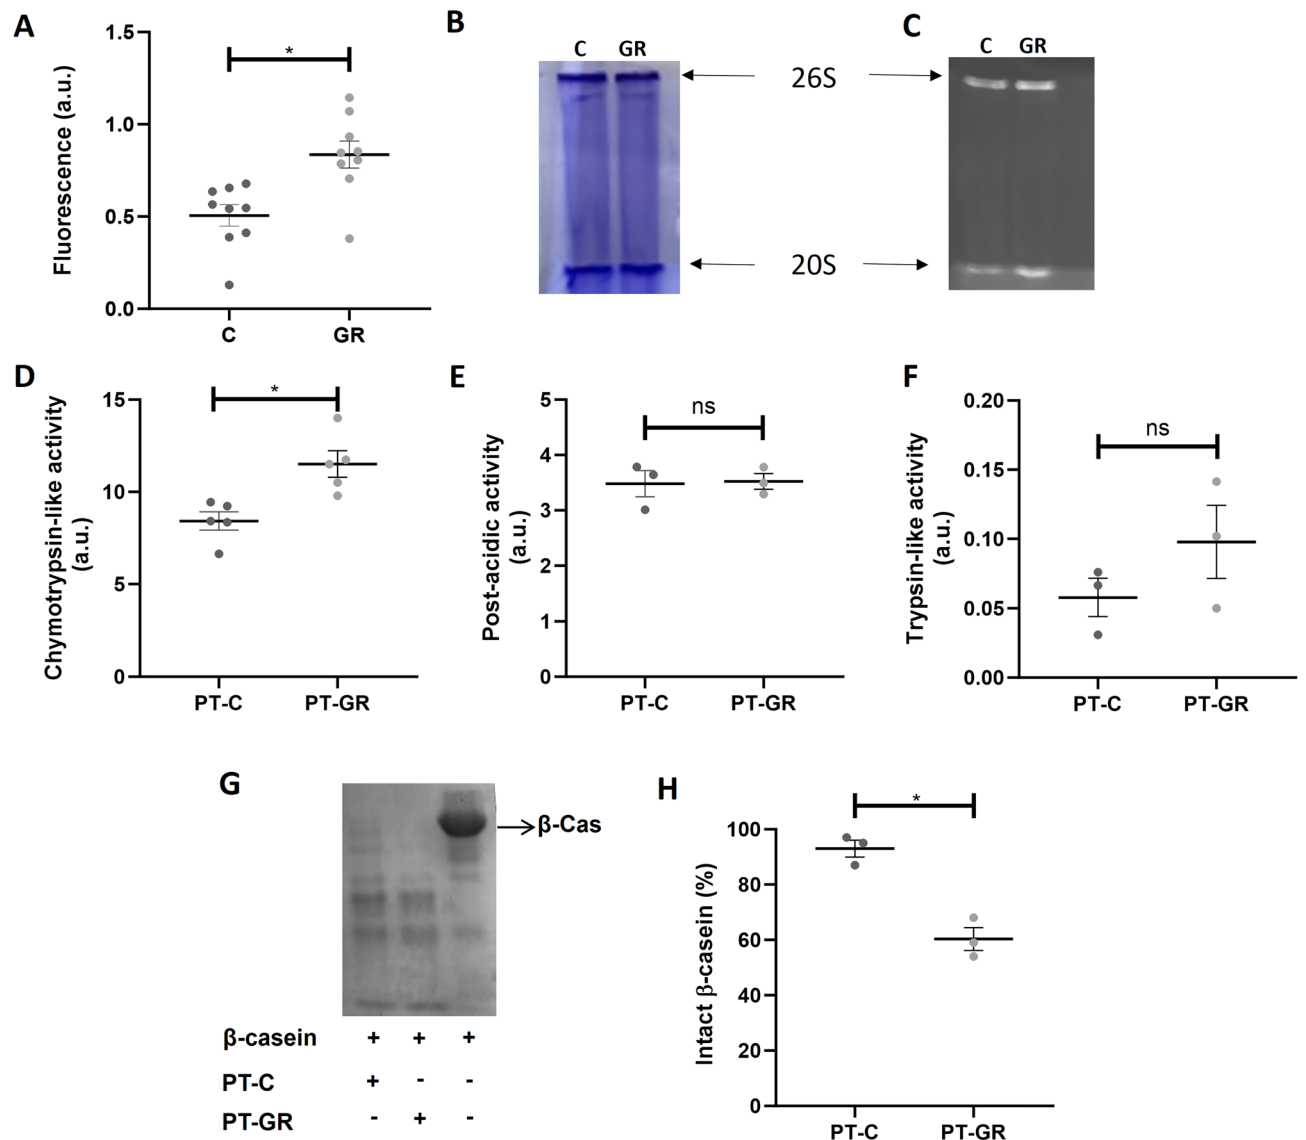 A
Fluorescence (a.u.)
1.5
1.0
0.5
0.0
*
C
GR
B
C
GR
26S
20S
C
C
GR
D
Chymotrypsin-like activity
(a.u.)
15
10
5
0
*
PT-C
PT-GR
E
Post-acidic activity
(a.u.)
5
4
3
2
1
0
ns
PT-C
PT-GR
F
Trypsin-like activity
(a.u.)
0.20
0.15
0.10
0.05
0.00
ns
PT-C
PT-GR
G
β-Cas
β-casein + + +
PT-C + - -
PT-GR - + -
H
Intact β-casein (%)
100
80
60
40
20
0
*
PT-C
PT-GR